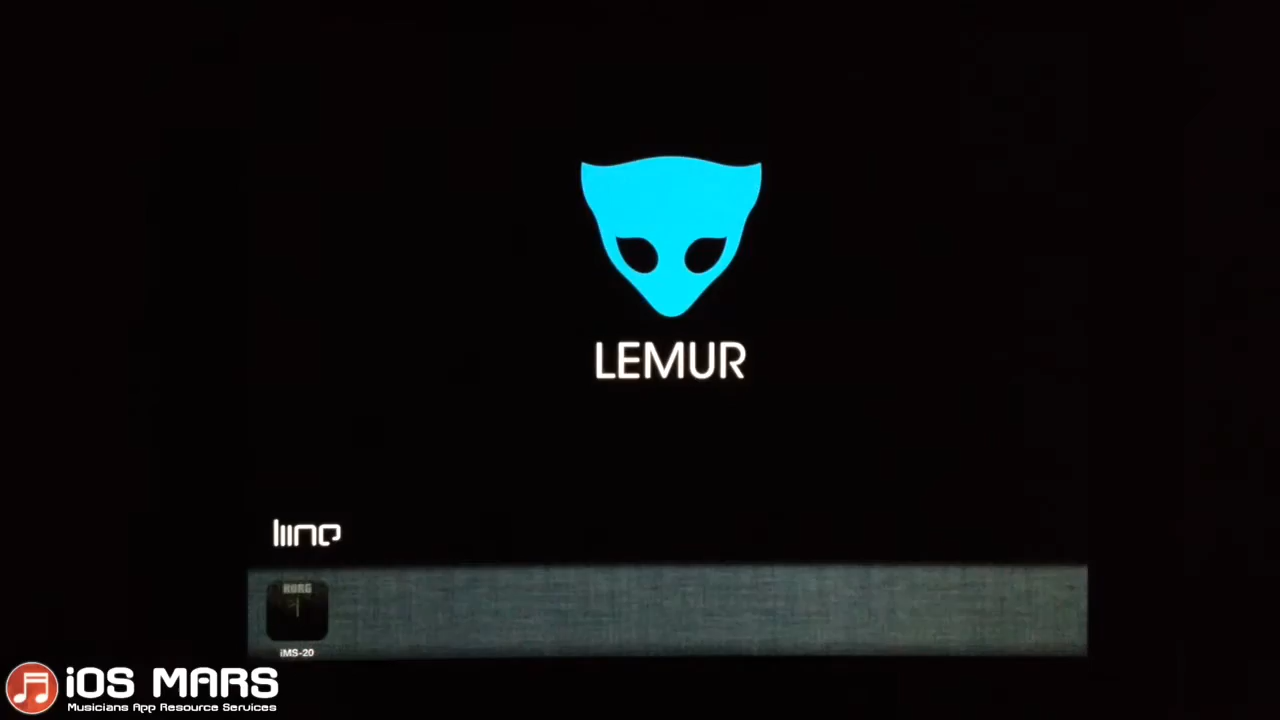 LEMUR
liine
KORG
iMS-20
iOS MARS
Musicians App Resource Services